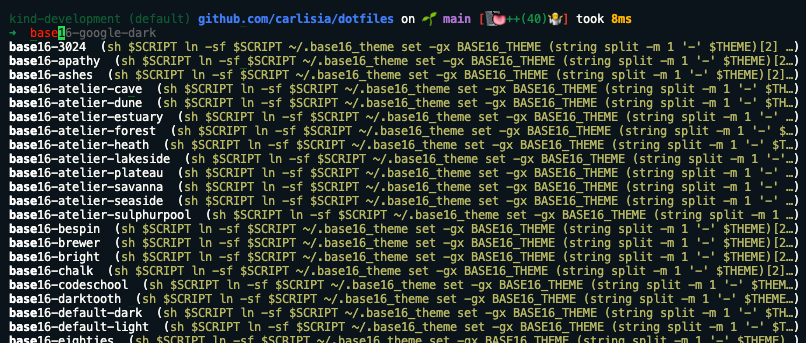 kind-development (default) github.com/carlisia/dotfiles on 🌱 main [📝🍑++(40)🤷] took 8ms
➜ base16-google-dark
base16-3024 (sh $SCRIPT ln -sf $SCRIPT ~/.base16_theme set -gx BASE16_THEME (string split -m 1 '-' $THEME)[2] …)
base16-apathy (sh $SCRIPT ln -sf $SCRIPT ~/.base16_theme set -gx BASE16_THEME (string split -m 1 '-' $THEME)[2…)
base16-ashes (sh $SCRIPT ln -sf $SCRIPT ~/.base16_theme set -gx BASE16_THEME (string split -m 1 '-' $THEME)[2]…)
base16-atelier-cave (sh $SCRIPT ln -sf $SCRIPT ~/.base16_theme set -gx BASE16_THEME (string split -m 1 '-' $TH…)
base16-atelier-dune (sh $SCRIPT ln -sf $SCRIPT ~/.base16_theme set -gx BASE16_THEME (string split -m 1 '-' $TH…)
base16-atelier-estuary (sh $SCRIPT ln -sf $SCRIPT ~/.base16_theme set -gx BASE16_THEME (string split -m 1 '-' …)
base16-atelier-forest (sh $SCRIPT ln -sf $SCRIPT ~/.base16_theme set -gx BASE16_THEME (string split -m 1 '-' $…)
base16-atelier-heath (sh $SCRIPT ln -sf $SCRIPT ~/.base16_theme set -gx BASE16_THEME (string split -m 1 '-' $T…)
base16-atelier-lakeside (sh $SCRIPT ln -sf $SCRIPT ~/.base16_theme set -gx BASE16_THEME (string split -m 1 '-'…)
base16-atelier-plateau (sh $SCRIPT ln -sf $SCRIPT ~/.base16_theme set -gx BASE16_THEME (string split -m 1 '-' …)
base16-atelier-savanna (sh $SCRIPT ln -sf $SCRIPT ~/.base16_theme set -gx BASE16_THEME (string split -m 1 '-' …)
base16-atelier-seaside (sh $SCRIPT ln -sf $SCRIPT ~/.base16_theme set -gx BASE16_THEME (string split -m 1 '-' …)
base16-atelier-sulphurpool (sh $SCRIPT ln -sf $SCRIPT ~/.base16_theme set -gx BASE16_THEME (string split -m 1 …)
base16-bespin (sh $SCRIPT ln -sf $SCRIPT ~/.base16_theme set -gx BASE16_THEME (string split -m 1 '-' $THEME)[2…)
base16-brewer (sh $SCRIPT ln -sf $SCRIPT ~/.base16_theme set -gx BASE16_THEME (string split -m 1 '-' $THEME)[2…)
base16-bright (sh $SCRIPT ln -sf $SCRIPT ~/.base16_theme set -gx BASE16_THEME (string split -m 1 '-' $THEME)[2…)
base16-chalk (sh $SCRIPT ln -sf $SCRIPT ~/.base16_theme set -gx BASE16_THEME (string split -m 1 '-' $THEME)[2]…)
base16-codeschool (sh $SCRIPT ln -sf $SCRIPT ~/.base16_theme set -gx BASE16_THEME (string split -m 1 '-' $THEM…)
base16-darktooth (sh $SCRIPT ln -sf $SCRIPT ~/.base16_theme set -gx BASE16_THEME (string split -m 1 '-' $THEME…)
base16-default-dark (sh $SCRIPT ln -sf $SCRIPT ~/.base16_theme set -gx BASE16_THEME (string split -m 1 '-' $TH…)
base16-default-light (sh $SCRIPT ln -sf $SCRIPT ~/.base16_theme set -gx BASE16_THEME (string split -m 1 '-' $T…)
base16-eighties (sh $SCRIPT ln -sf $SCRIPT ~/.base16_theme set -gx BASE16_THEME (string split -m 1 '-' $THEME)…)